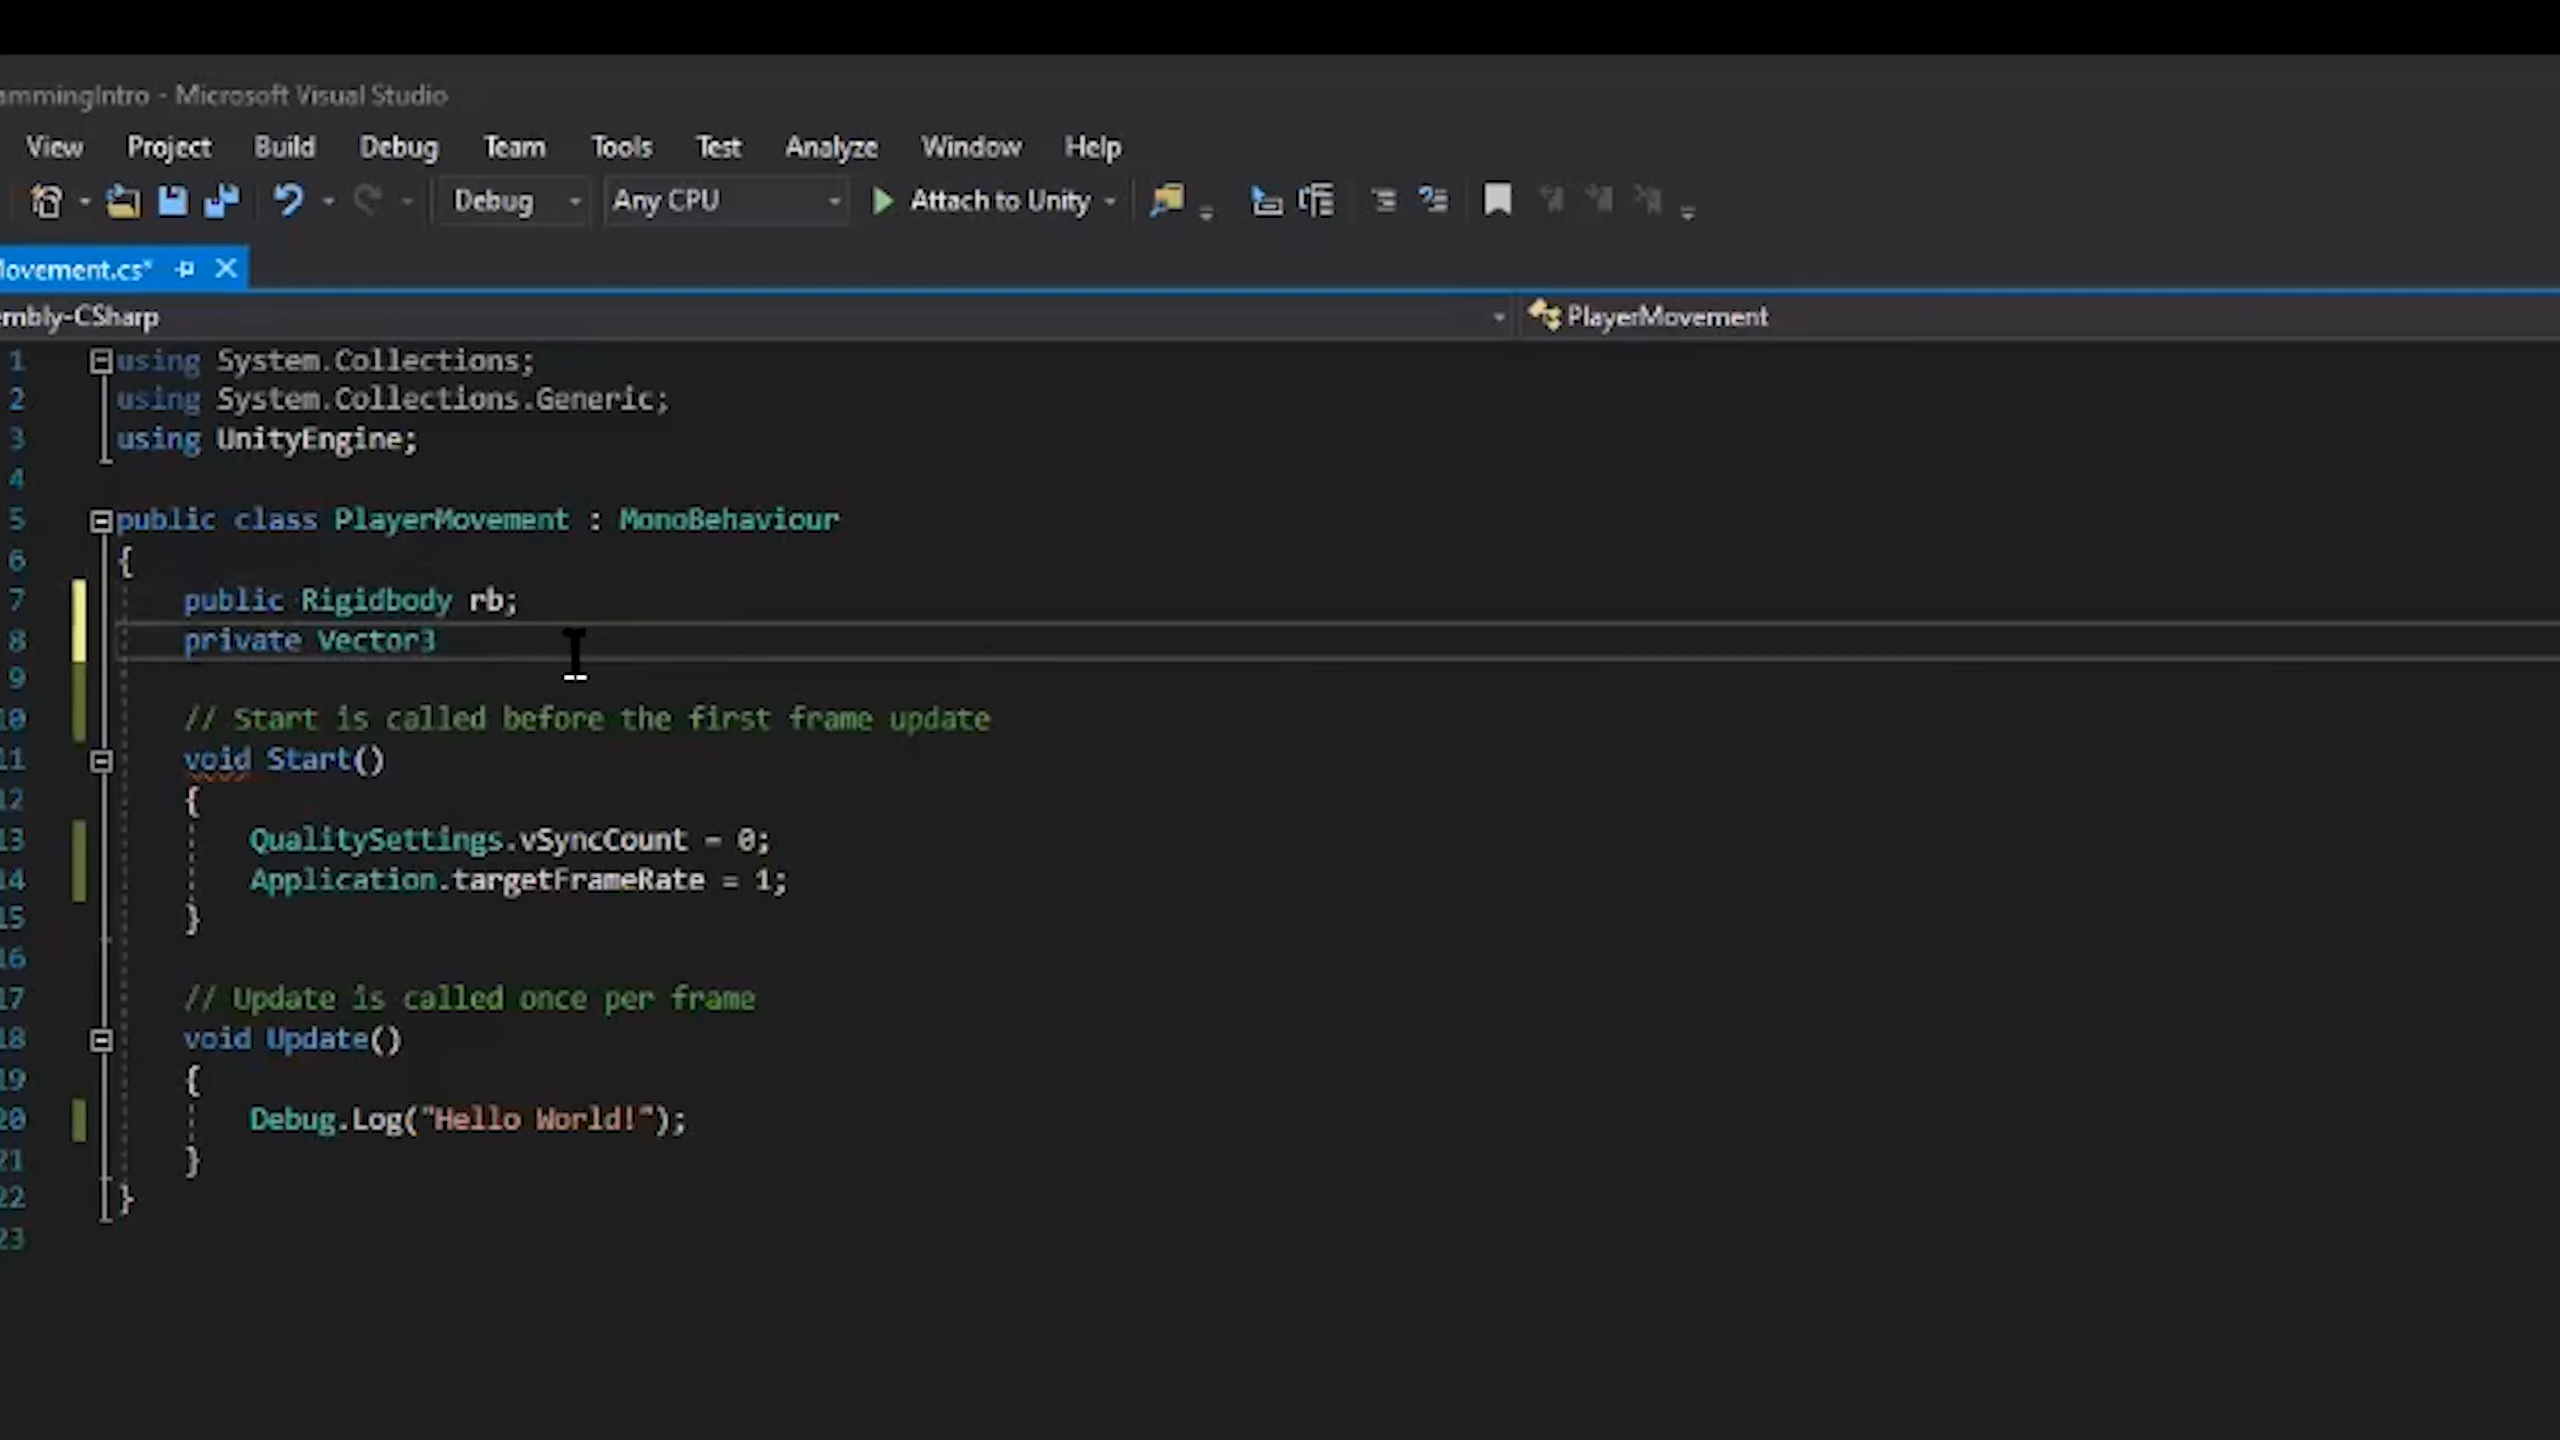 ammingIntro - Microsoft Visual Studio
View Project Build Debug Team Tools Test Analyze Window Help
Debug Any CPU Attach to Unity
ovement.cs*
embly-CSharp PlayerMovement
1 using System.Collections;
2 using System.Collections.Generic;
3 using UnityEngine;
4
5 public class PlayerMovement : MonoBehaviour
6 {
7 public Rigidbody rb;
8 private Vector3
9
10 // Start is called before the first frame update
11 void Start()
12 {
13 QualitySettings.vSyncCount = 0;
14 Application.targetFrameRate = 1;
15 }
16
17 // Update is called once per frame
18 void Update()
19 {
20 Debug.Log("Hello World!");
21 }
22 }
23